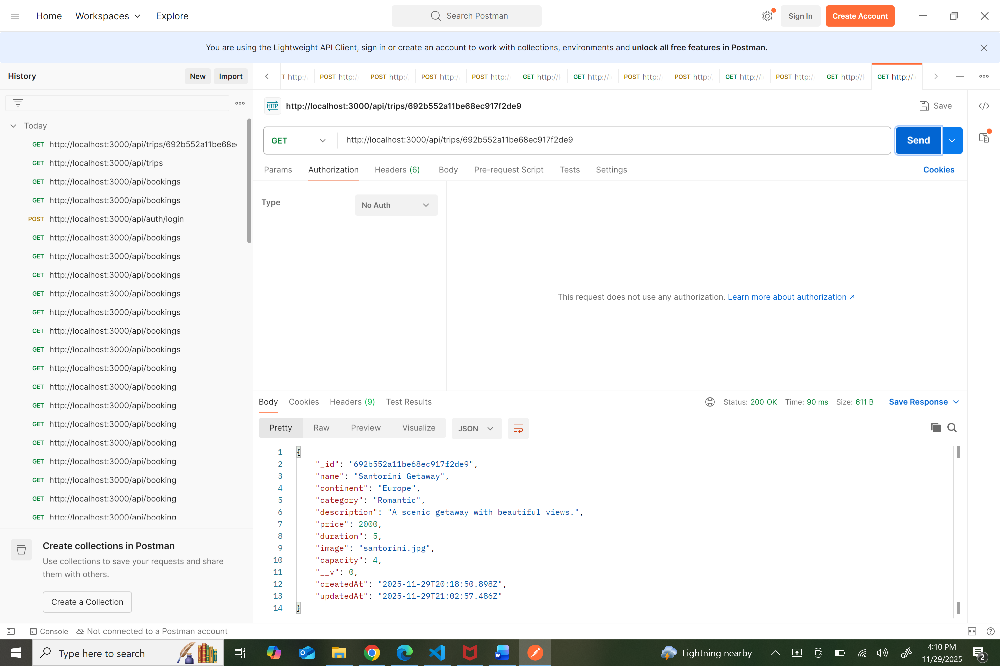 Home Workspaces Explore
Search Postman
Sign In Create Account
You are using the Lightweight API Client, sign in or create an account to work with collections, environments and unlock all free features in Postman.
History New Import
POST http:/ POST http:/ POST http:/ POST http:/ GET http://l GET http://l POST http:/ POST http:/ GET http://l POST http:/ GET http://l GET http://l
HTTP http://localhost:3000/api/trips/692b552a11be68ec917f2de9 Save
Today
GET http://localhost:3000/api/trips/692b552a11be68e
GET http://localhost:3000/api/trips
GET http://localhost:3000/api/bookings
GET http://localhost:3000/api/bookings
POST http://localhost:3000/api/auth/login
GET http://localhost:3000/api/bookings
GET http://localhost:3000/api/bookings
GET http://localhost:3000/api/bookings
GET http://localhost:3000/api/bookings
GET http://localhost:3000/api/bookings
GET http://localhost:3000/api/bookings
GET http://localhost:3000/api/bookings
GET http://localhost:3000/api/booking
GET http://localhost:3000/api/booking
GET http://localhost:3000/api/booking
GET http://localhost:3000/api/booking
GET http://localhost:3000/api/booking
GET http://localhost:3000/api/booking
GET http://localhost:3000/api/booking
GET http://localhost:3000/api/booking
GET http://localhost:3000/api/booking
Create collections in Postman
Use collections to save your requests and share
them with others.
Create a Collection
GET http://localhost:3000/api/trips/692b552a11be68ec917f2de9 Send
Params Authorization Headers (6) Body Pre-request Script Tests Settings Cookies
Type No Auth
This request does not use any authorization. Learn more about authorization ↗
Body Cookies Headers (9) Test Results Status: 200 OK Time: 90 ms Size: 611 B Save Response
Pretty Raw Preview Visualize JSON
1 {
2 "_id": "692b552a11be68ec917f2de9",
3 "name": "Santorini Getaway",
4 "continent": "Europe",
5 "category": "Romantic",
6 "description": "A scenic getaway with beautiful views.",
7 "price": 2000,
8 "duration": 5,
9 "image": "santorini.jpg",
10 "capacity": 4,
11 "__v": 0,
12 "createdAt": "2025-11-29T20:18:50.898Z",
13 "updatedAt": "2025-11-29T21:02:57.486Z"
14 }
Console Not connected to a Postman account
Type here to search
Lightning nearby
4:10 PM
11/29/2025
2